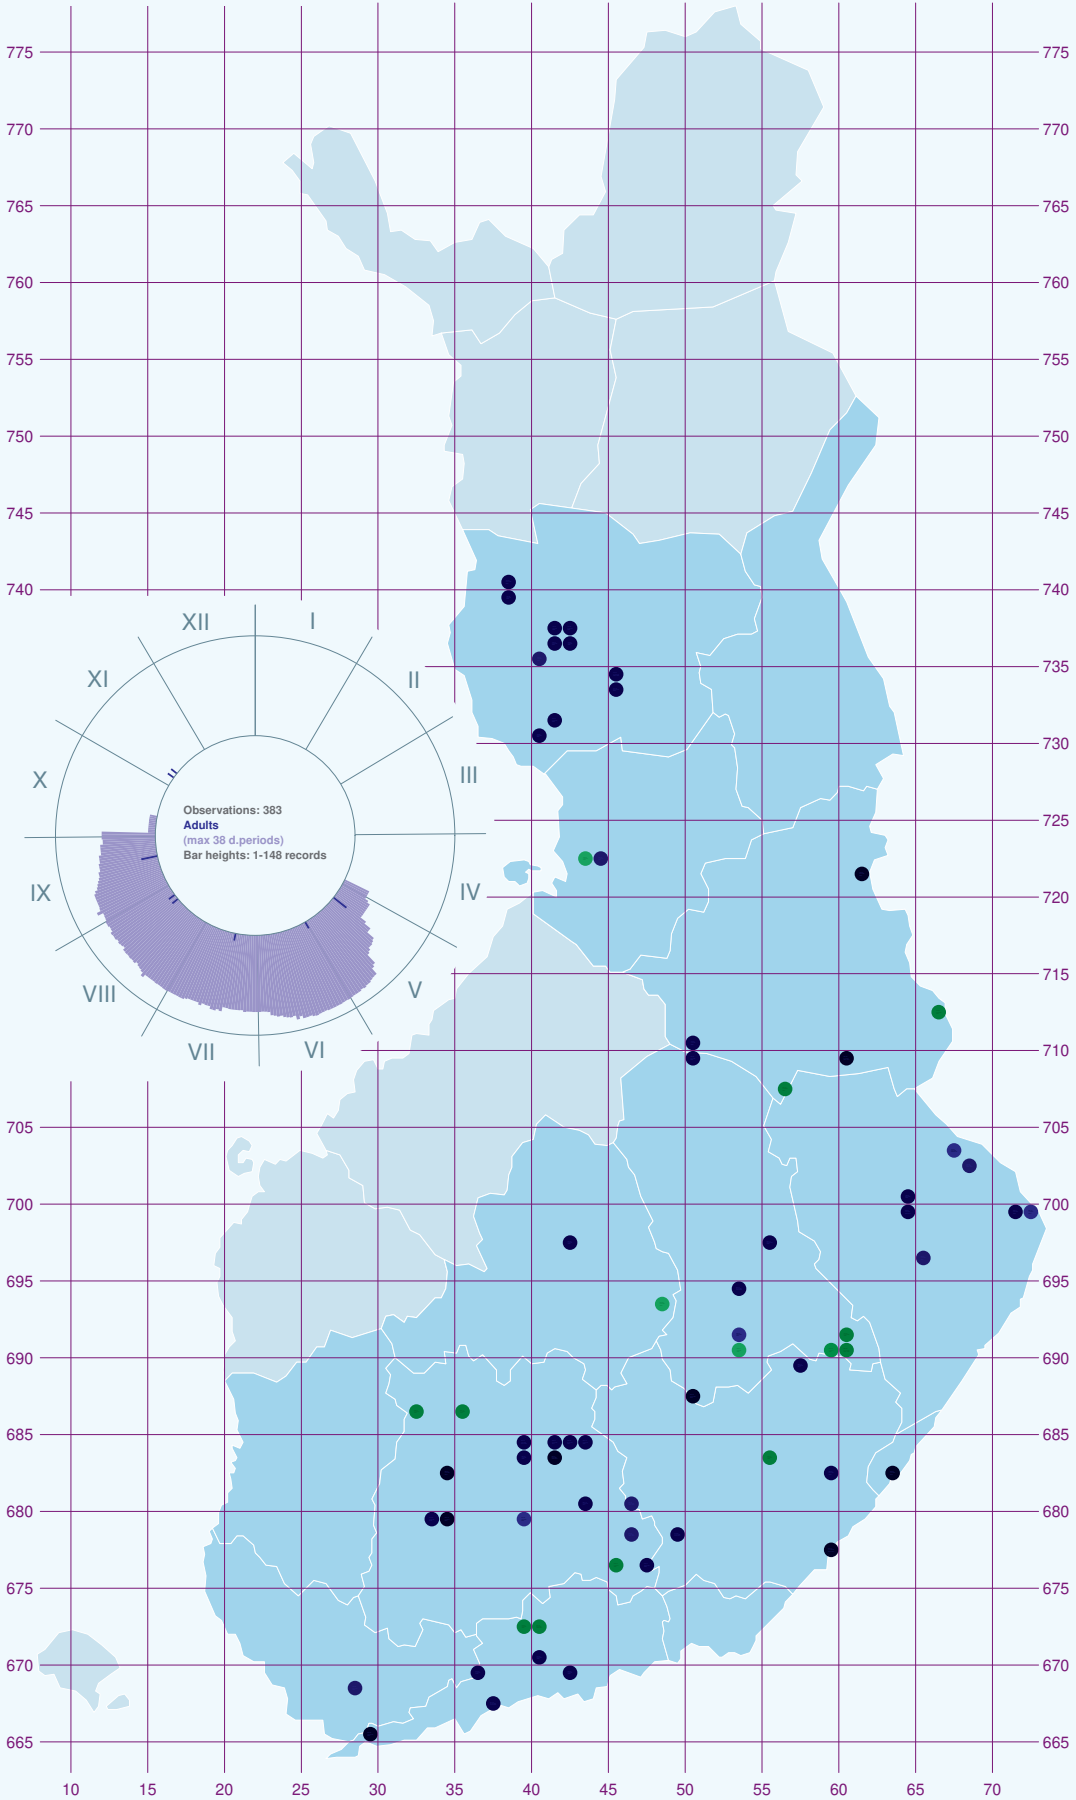 775 775
770 770
765 765
760 760
755 755
750 750
745 745
740 740
XII I
XI II
735
X III
730
Observations: 383
Adults
(max 38 d.periods)
Bar heights: 1-148 records
725
IX IV
720
715
VIII V
VII VI
710
705 705
700 700
695 695
690 690
685 685
680 680
675 675
670 670
665 665
10 15 20 25 30 35 40 45 50 55 60 65 70